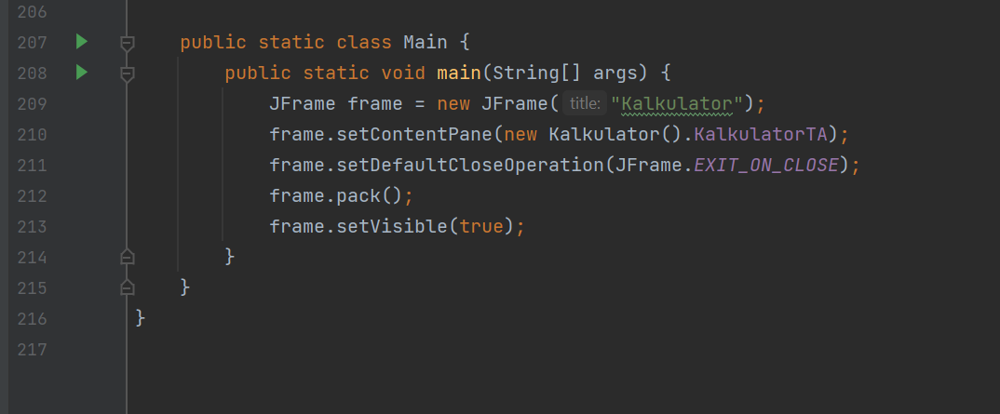 206
207 public static class Main {
208 public static void main(String[] args) {
209 JFrame frame = new JFrame( title: "Kalkulator");
210 frame.setContentPane(new Kalkulator().KalkulatorTA);
211 frame.setDefaultCloseOperation(JFrame.EXIT_ON_CLOSE);
212 frame.pack();
213 frame.setVisible(true);
214 }
215 }
216 }
217